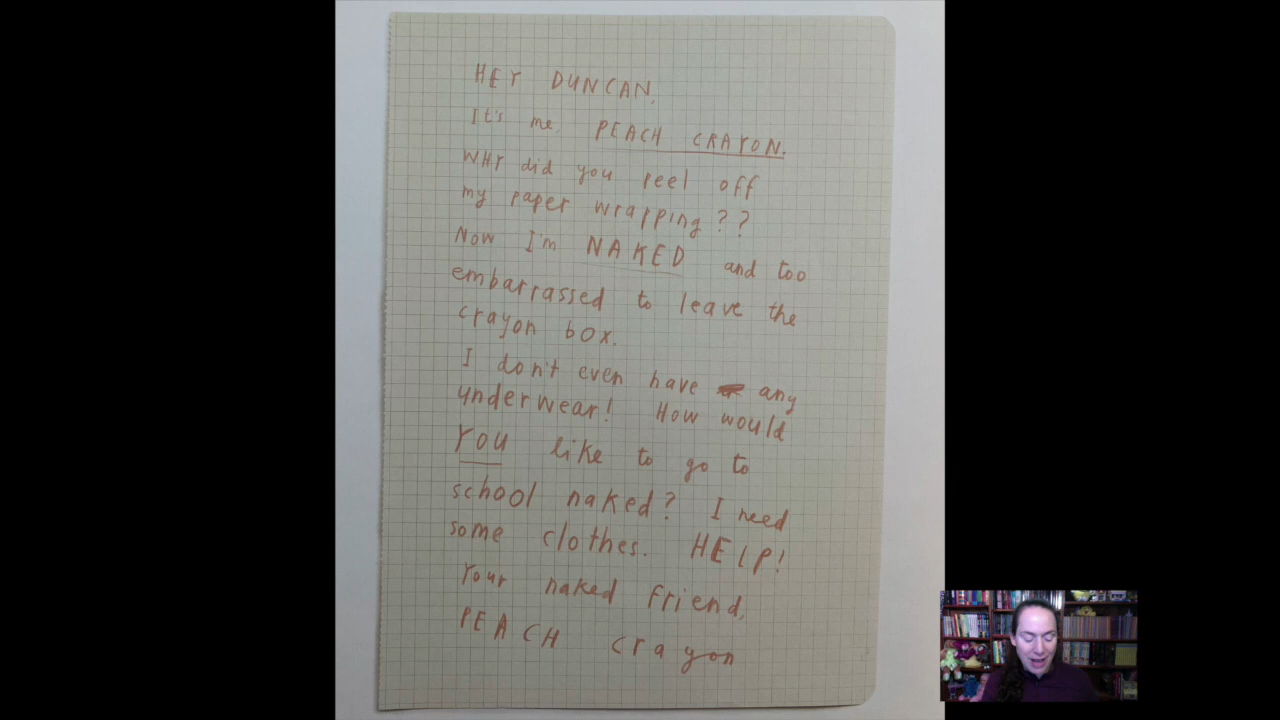 HEY DUNCAN,
It's me, PEACH CRAYON.
WHY did you peel off
my paper wrapping??
Now I'm NAKED and too
embarrassed to leave the
crayon box.
I don't even have any
underwear! How would
YOU like to go to
school naked? I need
some clothes. HELP!
Your naked friend,
PEACH crayon